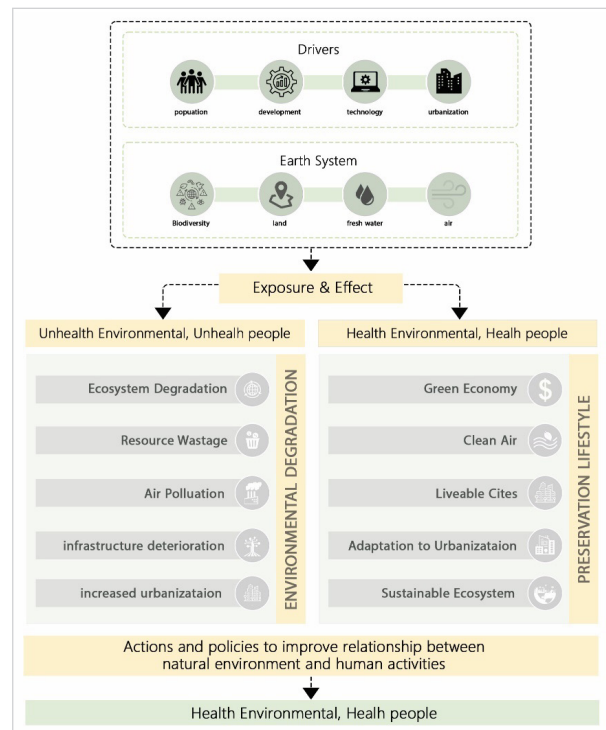 Drivers
popuation
development
technology
urbanization
Earth System
Biodiversity
land
fresh water
air
Exposure & Effect
Unhealth Environmental, Unhealh people
Health Environmental, Healh people
Ecosystem Degradation
Resource Wastage
Air Polluation
infrastructure deterioration
increased urbanizataion
ENVIRONMENTAL DEGRADATION
Green Economy
Clean Air
Liveable Cites
Adaptation to Urbanizataion
Sustainable Ecosystem
PRESERVATION LIFESTYLE
Actions and policies to improve relationship between
natural environment and human activities
Health Environmental, Healh people